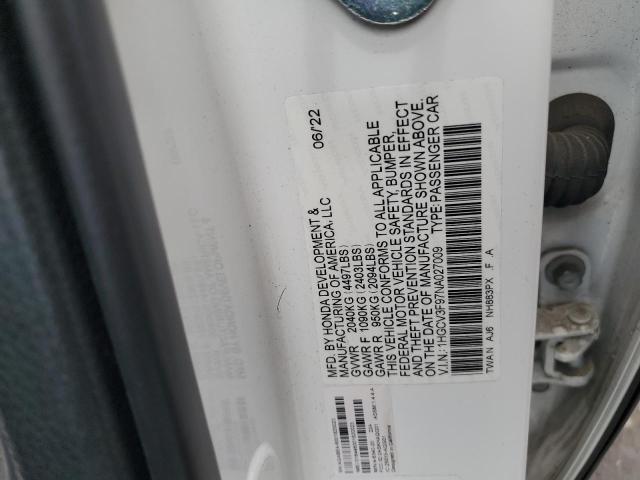 MFD. BY HONDA DEVELOPMENT &
MANUFACTURING OF AMERICA, LLC 06/22
GVWR 2040KG (4497LBS)
GAWR F 1090KG (2403LBS)
GAWR R 950KG (2094LBS)
THIS VEHICLE CONFORMS TO ALL APPLICABLE
FEDERAL MOTOR VEHICLE SAFETY, BUMPER,
AND THEFT PREVENTION STANDARDS IN EFFECT
ON THE DATE OF MANUFACTURE SHOWN ABOVE.
V.I.N.: 1HGCV3F97NA027009 TYPE:PASSENGER CAR
TWAN AJ6 NH883PX F A